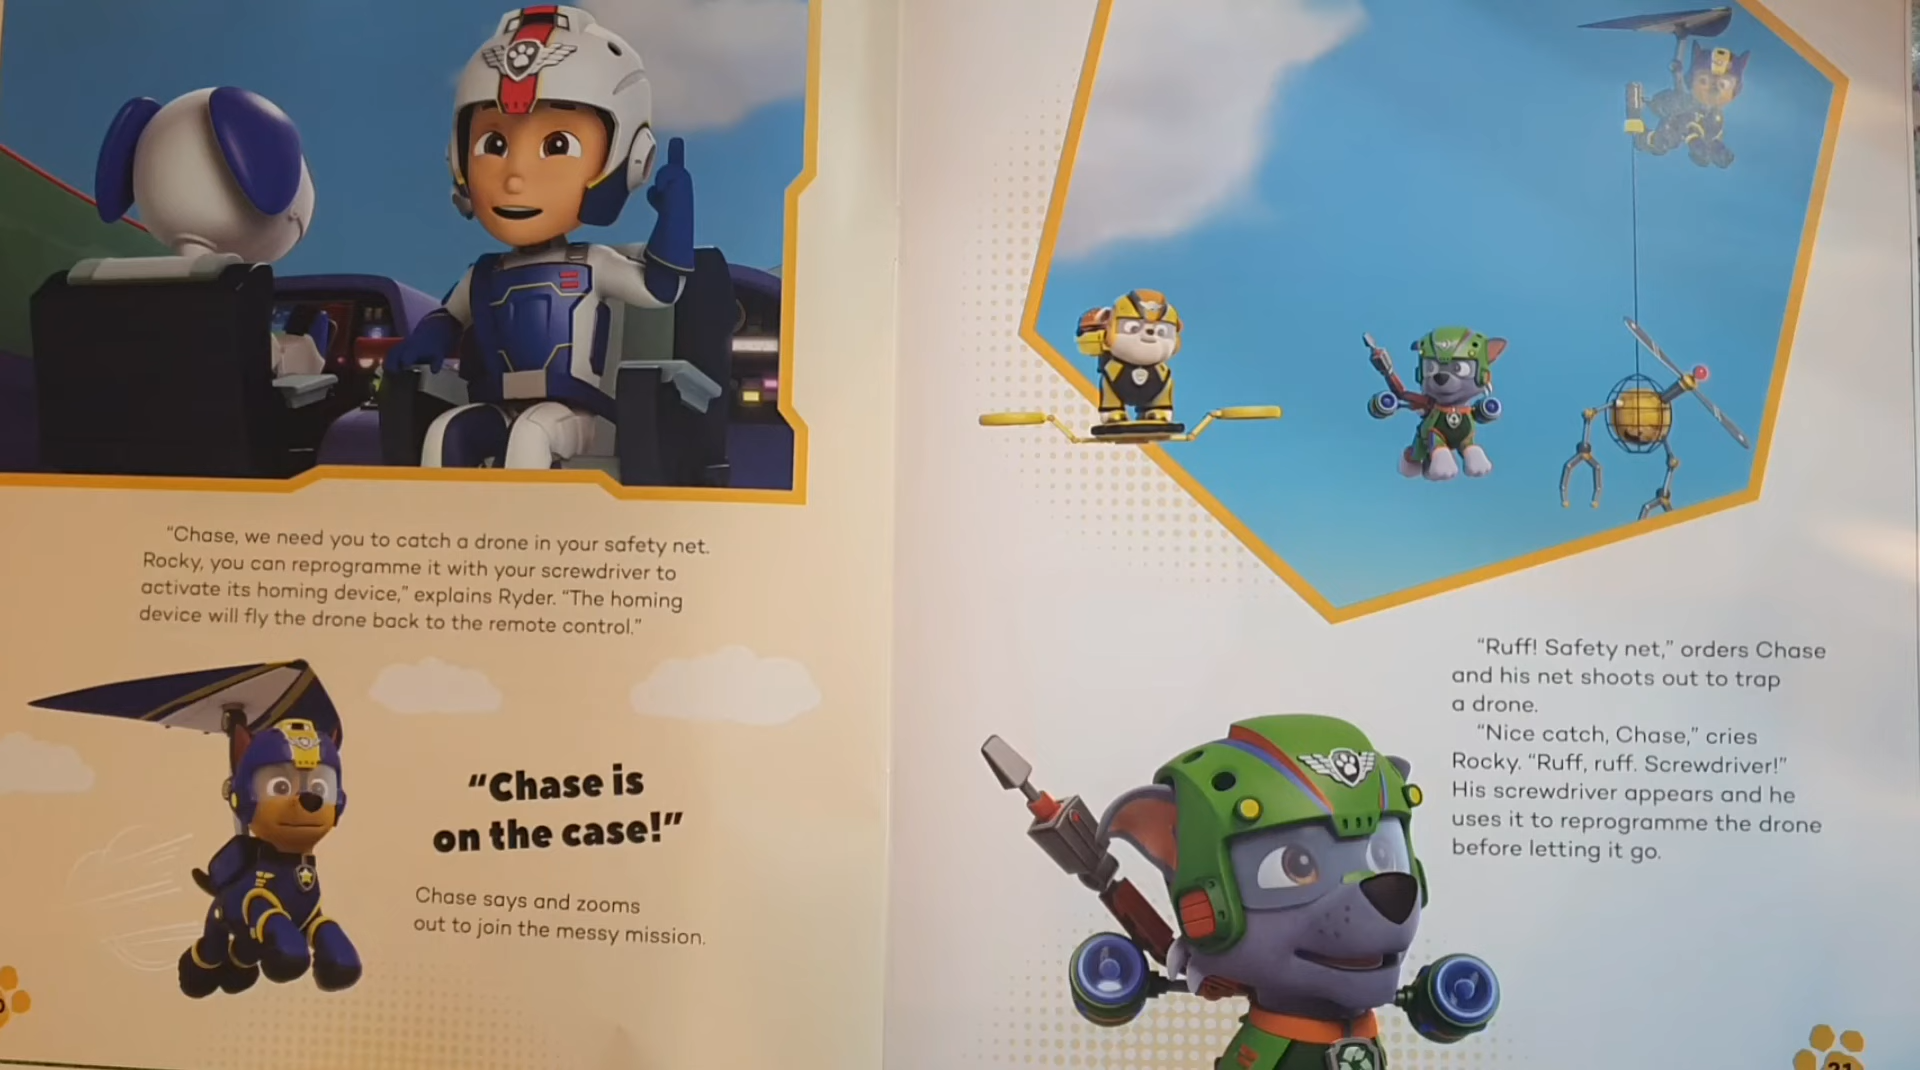 “Chase, we need you to catch a drone in your safety net.
Rocky, you can reprogramme it with your screwdriver to
activate its homing device,” explains Ryder. “The homing
device will fly the drone back to the remote control.”
“Chase is
on the case!”
Chase says and zooms
out to join the messy mission.
“Ruff! Safety net,” orders Chase
and his net shoots out to trap
a drone.
“Nice catch, Chase,” cries
Rocky. “Ruff, ruff. Screwdriver!”
His screwdriver appears and he
uses it to reprogramme the drone
before letting it go.
21